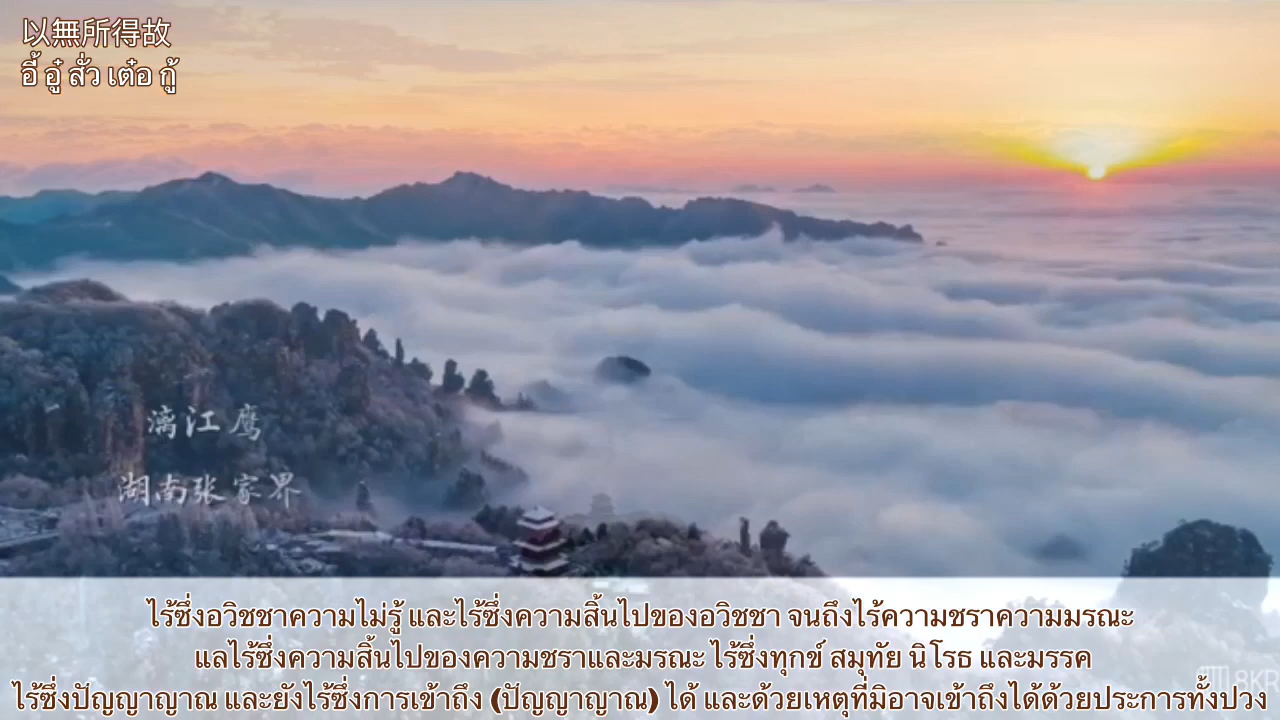 以無所得故
อี้ อู๋ สั่ว เต๋อ กู้
漓江鹰
湖南张家界
ไร้ซึ่งอวิชชาความไม่รู้ และไร้ซึ่งความสิ้นไปของอวิชชา จนถึงไร้ความชราความมรณะ
แลไร้ซึ่งความสิ้นไปของความชราและมรณะ ไร้ซึ่งทุกข์ สมุทัย นิโรธ และมรรค
ไร้ซึ่งปัญญาญาณ และยังไร้ซึ่งการเข้าถึง (ปัญญาญาณ) ได้ และด้วยเหตุที่มิอาจเข้าถึงได้ด้วยประการทั้งปวง